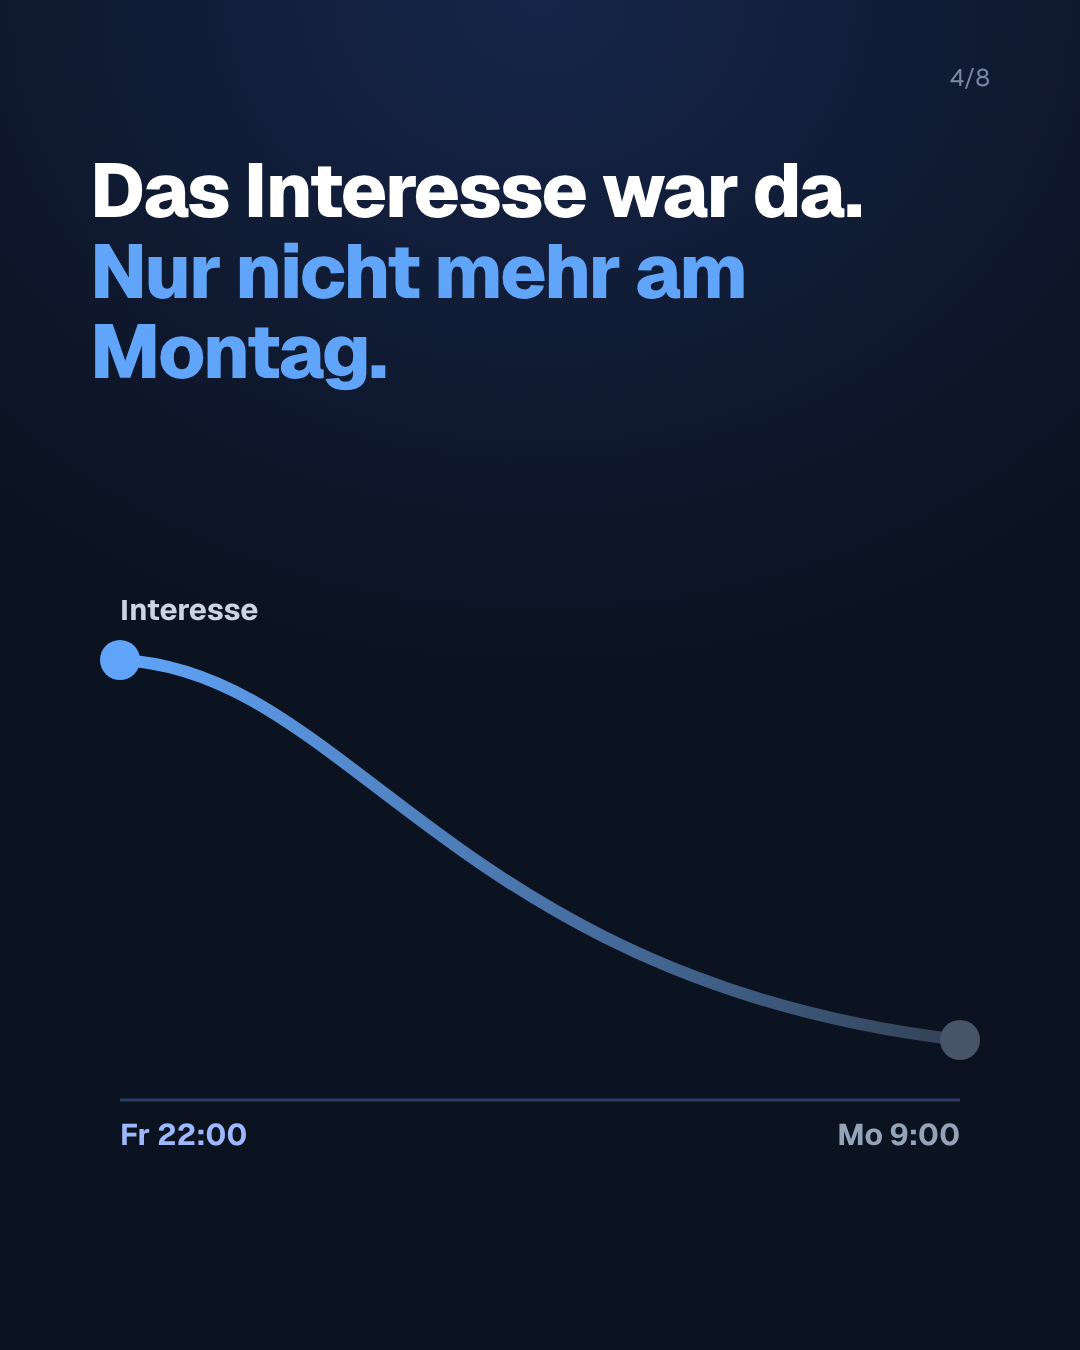 4/8
Das Interesse war da.
Nur nicht mehr am
Montag.
Interesse
Fr 22:00
Mo 9:00